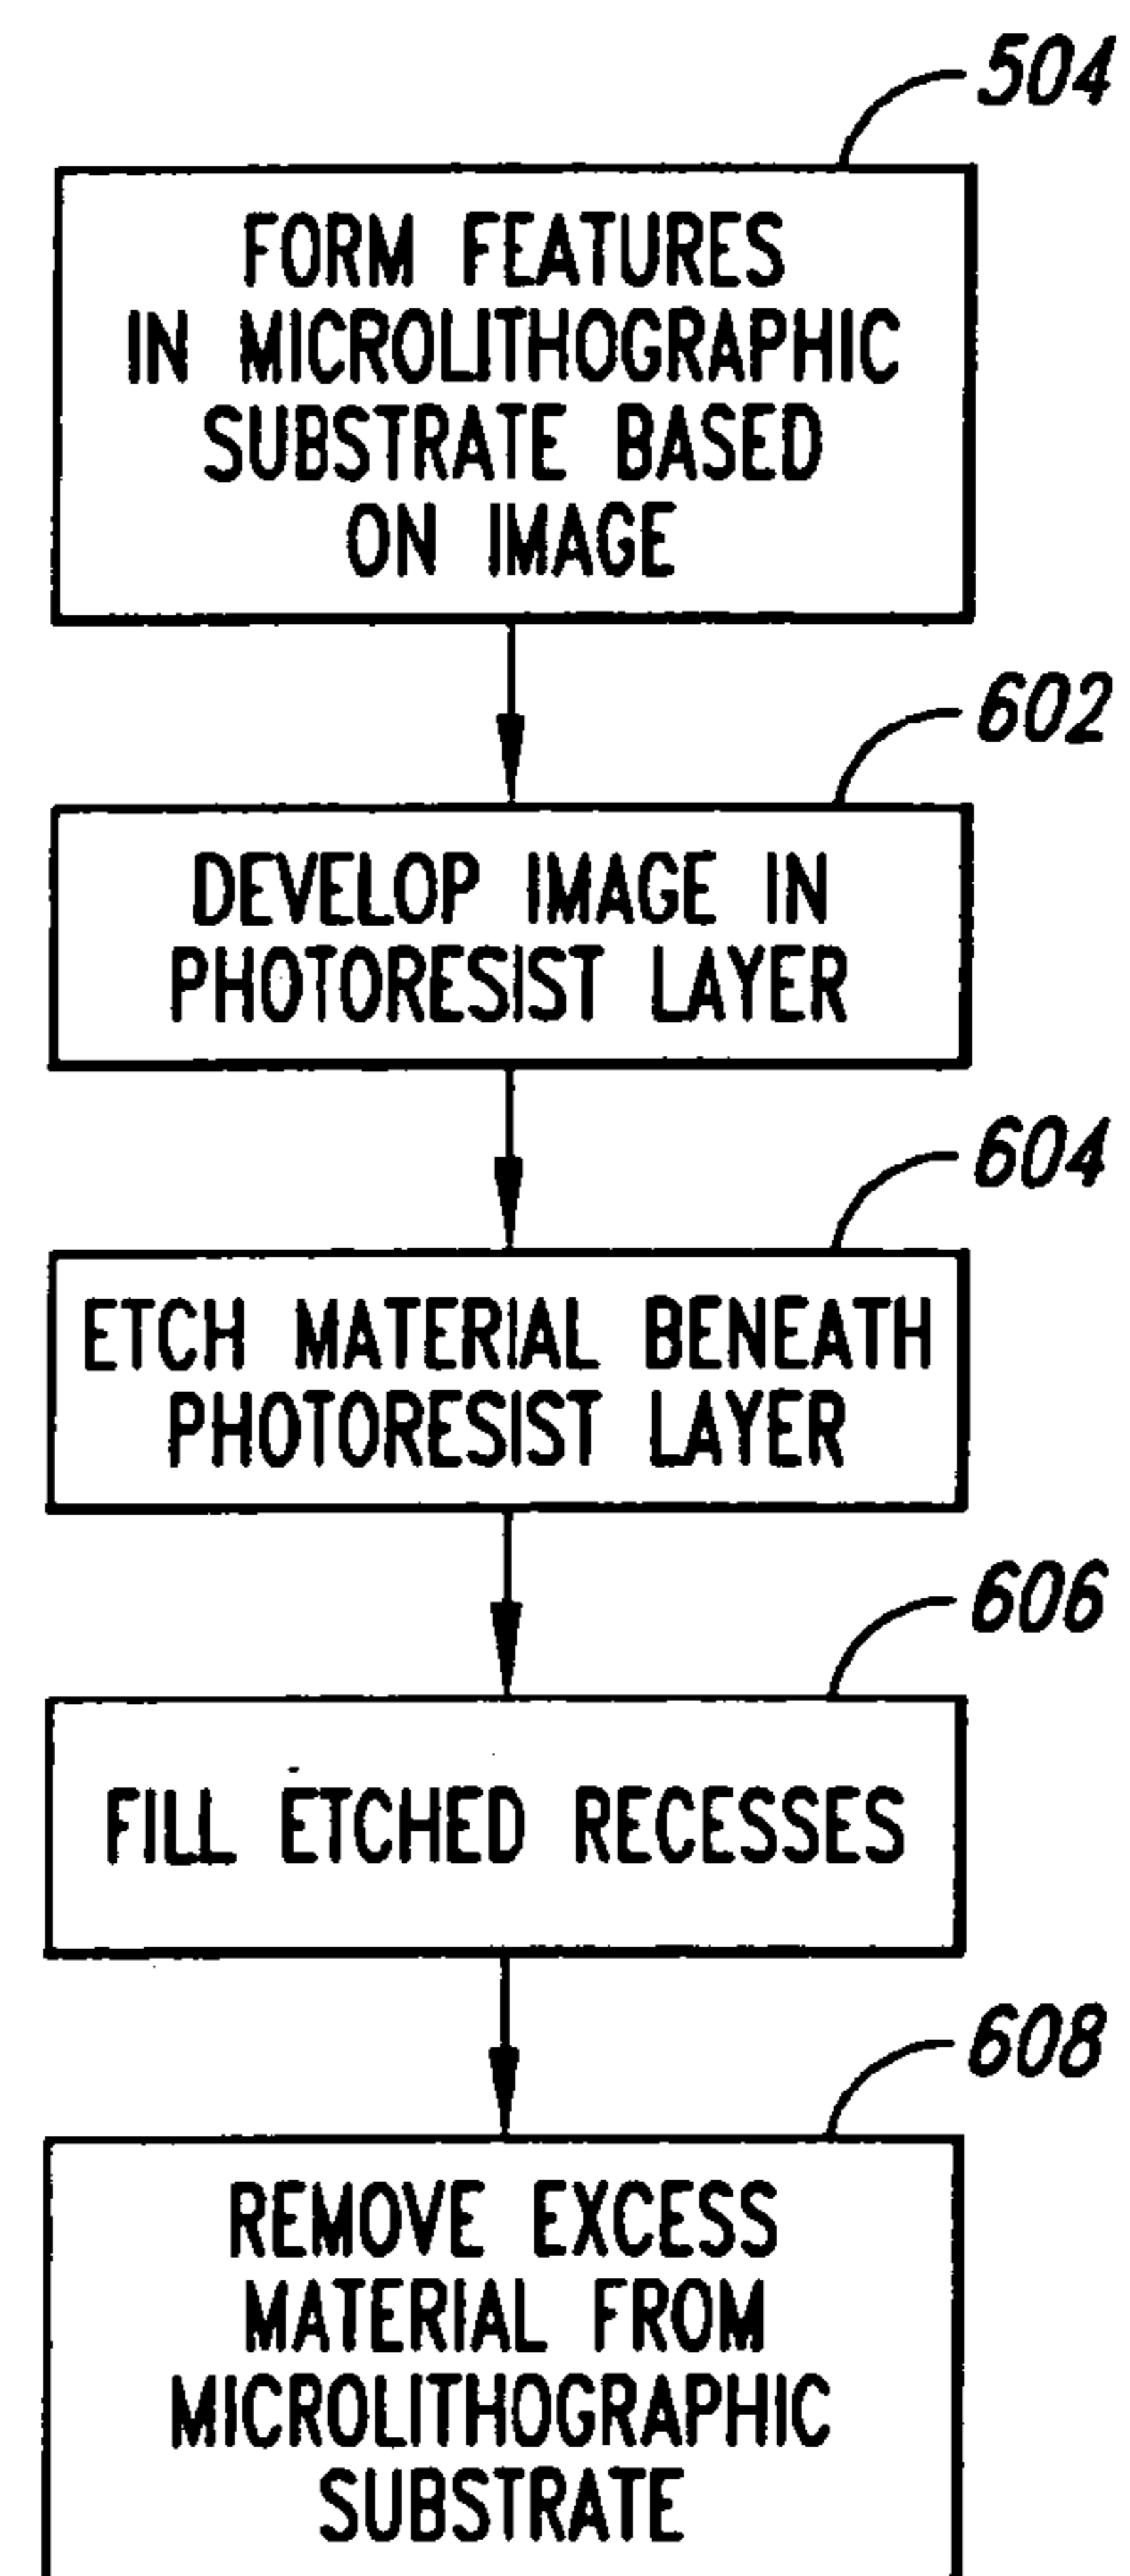 504
FORM FEATURES
IN MICROLITHOGRAPHIC
SUBSTRATE BASED
ON IMAGE
602
DEVELOP IMAGE IN
PHOTORESIST LAYER
604
ETCH MATERIAL BENEATH
PHOTORESIST LAYER
606
FILL ETCHED RECESSES
608
REMOVE EXCESS
MATERIAL FROM
MICROLITHOGRAPHIC
SUBSTRATE